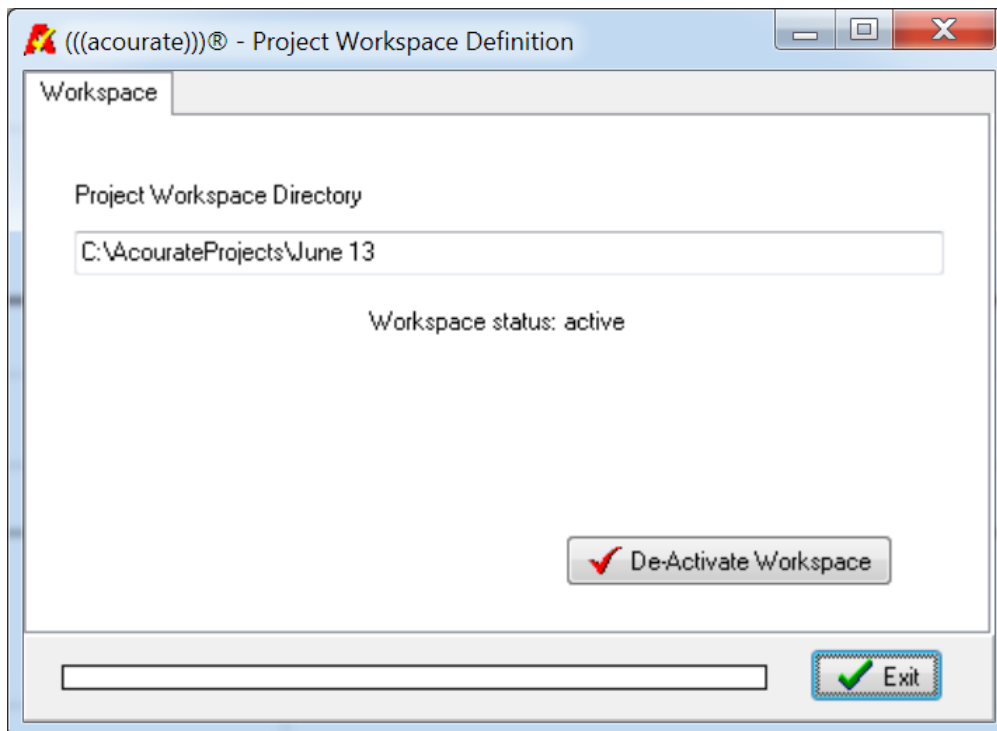 (((acourate)))® - Project Workspace Definition
Workspace
Project Workspace Directory
C:\AcourateProjects\June 13
Workspace status: active
De-Activate Workspace
Exit